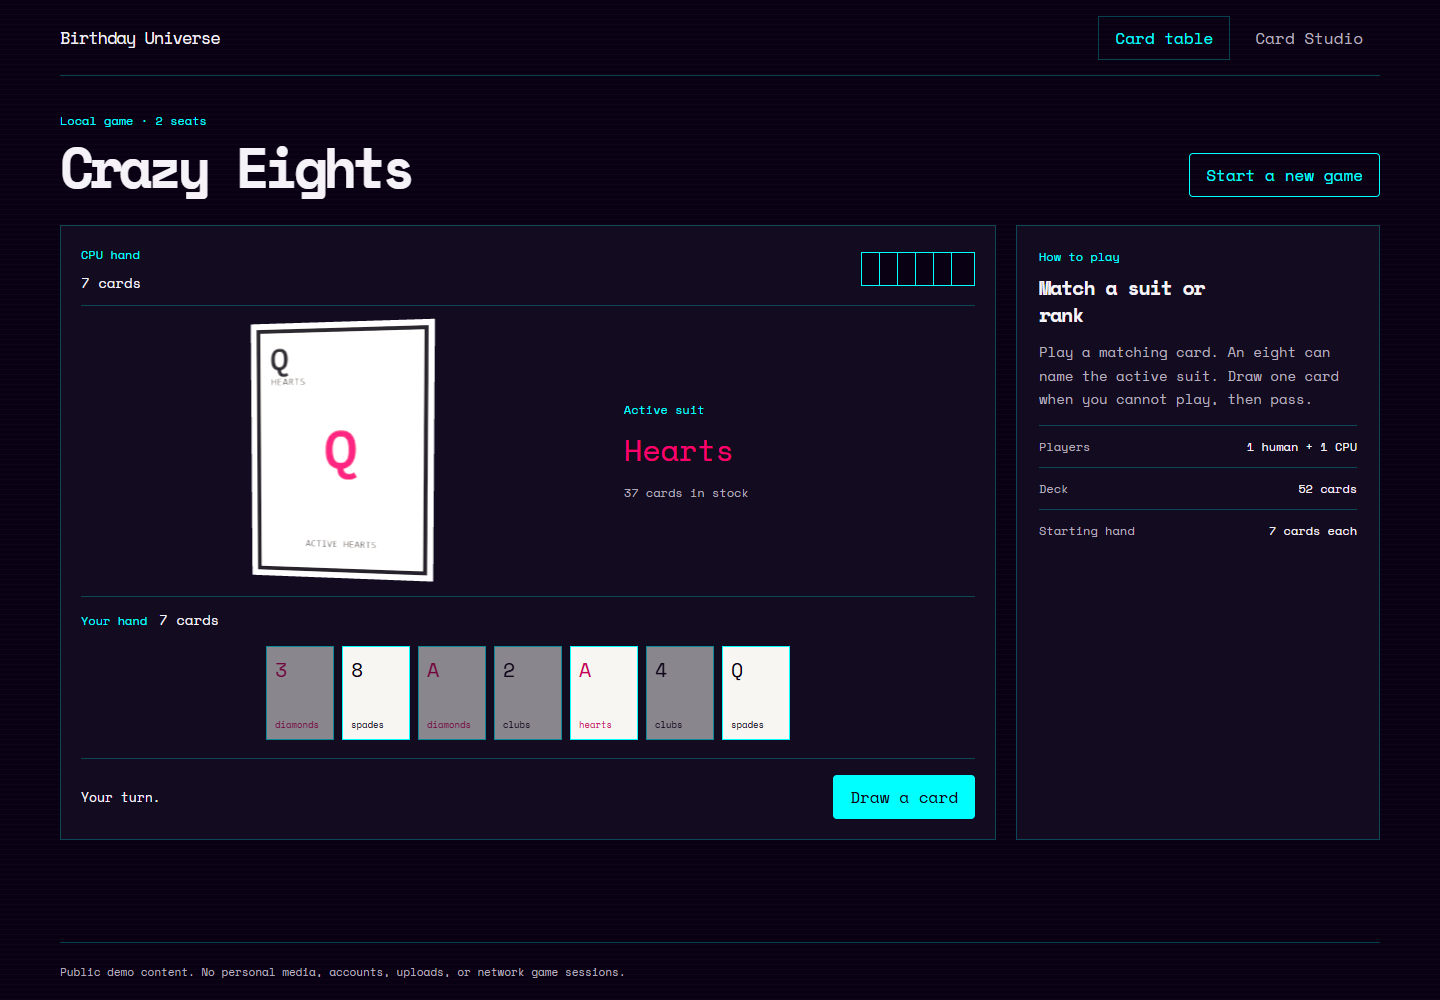 Birthday Universe
Card table
Card Studio
Local game · 2 seats
Crazy Eights
Start a new game
CPU hand
7 cards
Q
HEARTS
Q
ACTIVE HEARTS
Active suit
Hearts
37 cards in stock
Your hand 7 cards
3
diamonds
8
spades
A
diamonds
2
clubs
A
hearts
4
clubs
Q
spades
Your turn.
Draw a card
How to play
Match a suit or
rank
Play a matching card. An eight can
name the active suit. Draw one card
when you cannot play, then pass.
Players 1 human + 1 CPU
Deck 52 cards
Starting hand 7 cards each
Public demo content. No personal media, accounts, uploads, or network game sessions.